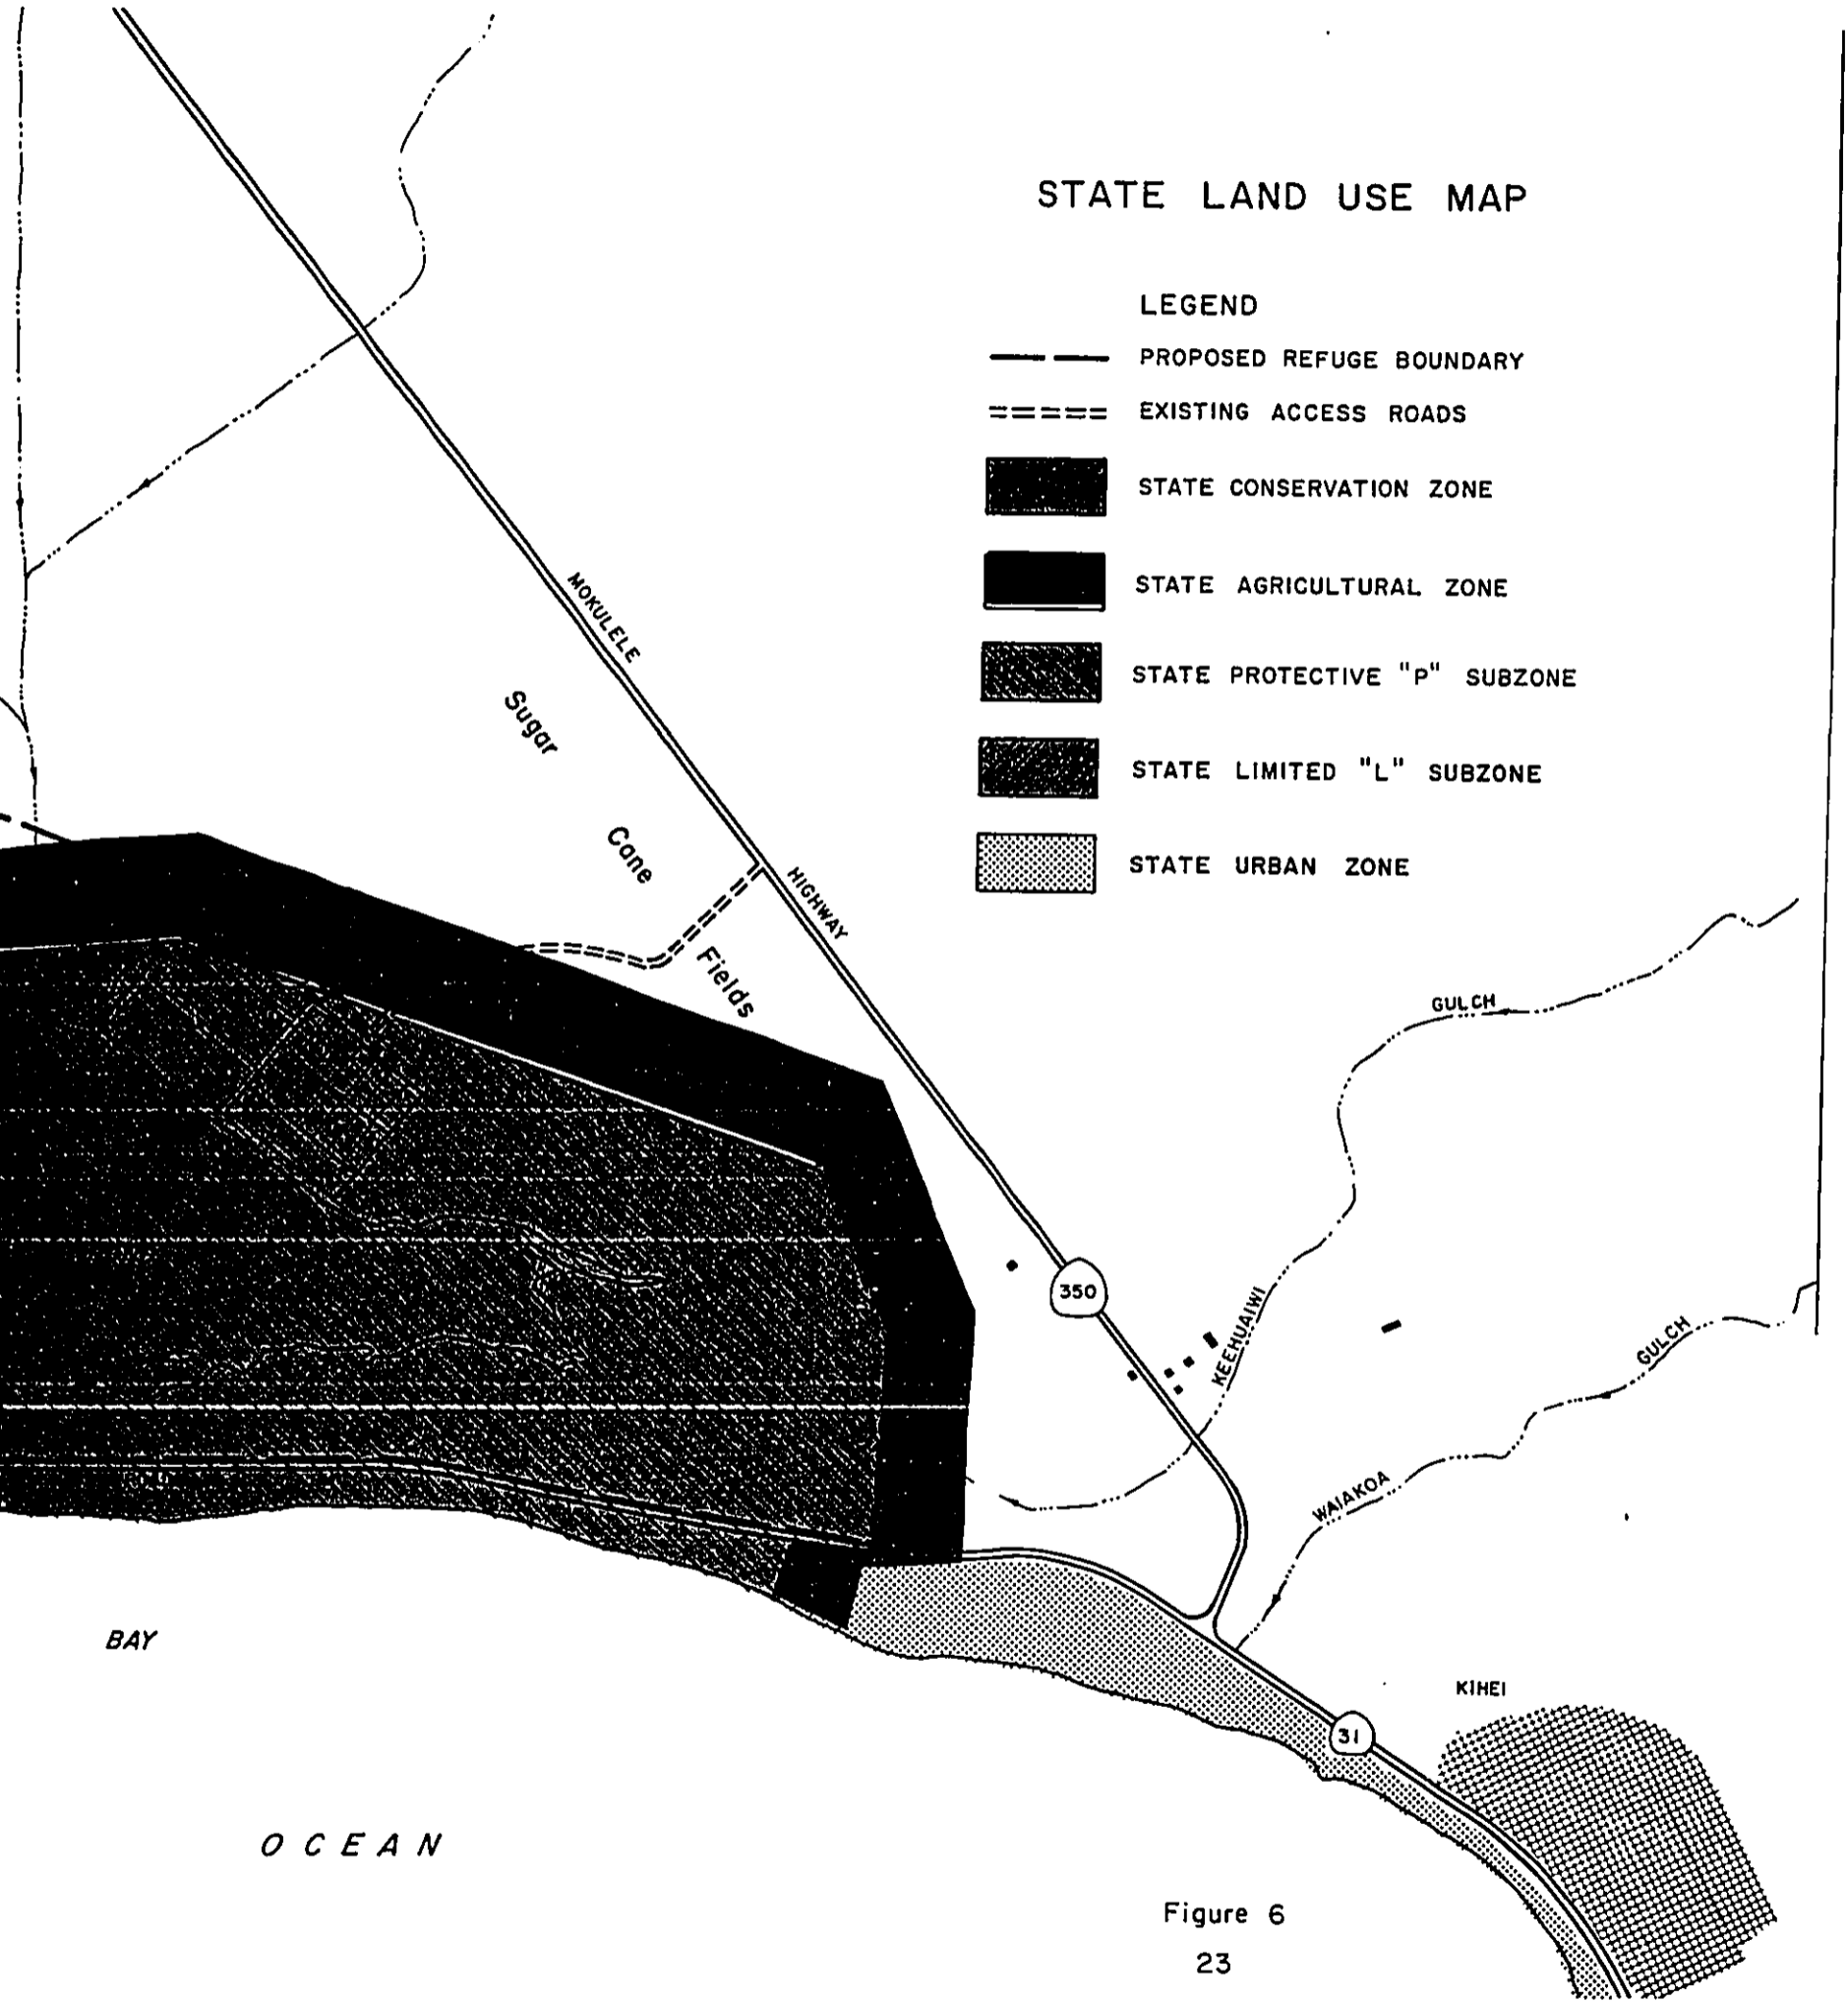 STATE LAND USE MAP
LEGEND
PROPOSED REFUGE BOUNDARY
EXISTING ACCESS ROADS
STATE CONSERVATION ZONE
STATE AGRICULTURAL ZONE
STATE PROTECTIVE "P" SUBZONE
STATE LIMITED "L" SUBZONE
STATE URBAN ZONE
MOKULELE
HIGHWAY
Sugar
Cane
Fields
GULCH
350
KEEHUAIWI
GULCH
WAIAKOA
BAY
KIHEI
31
OCEAN
Figure 6
23